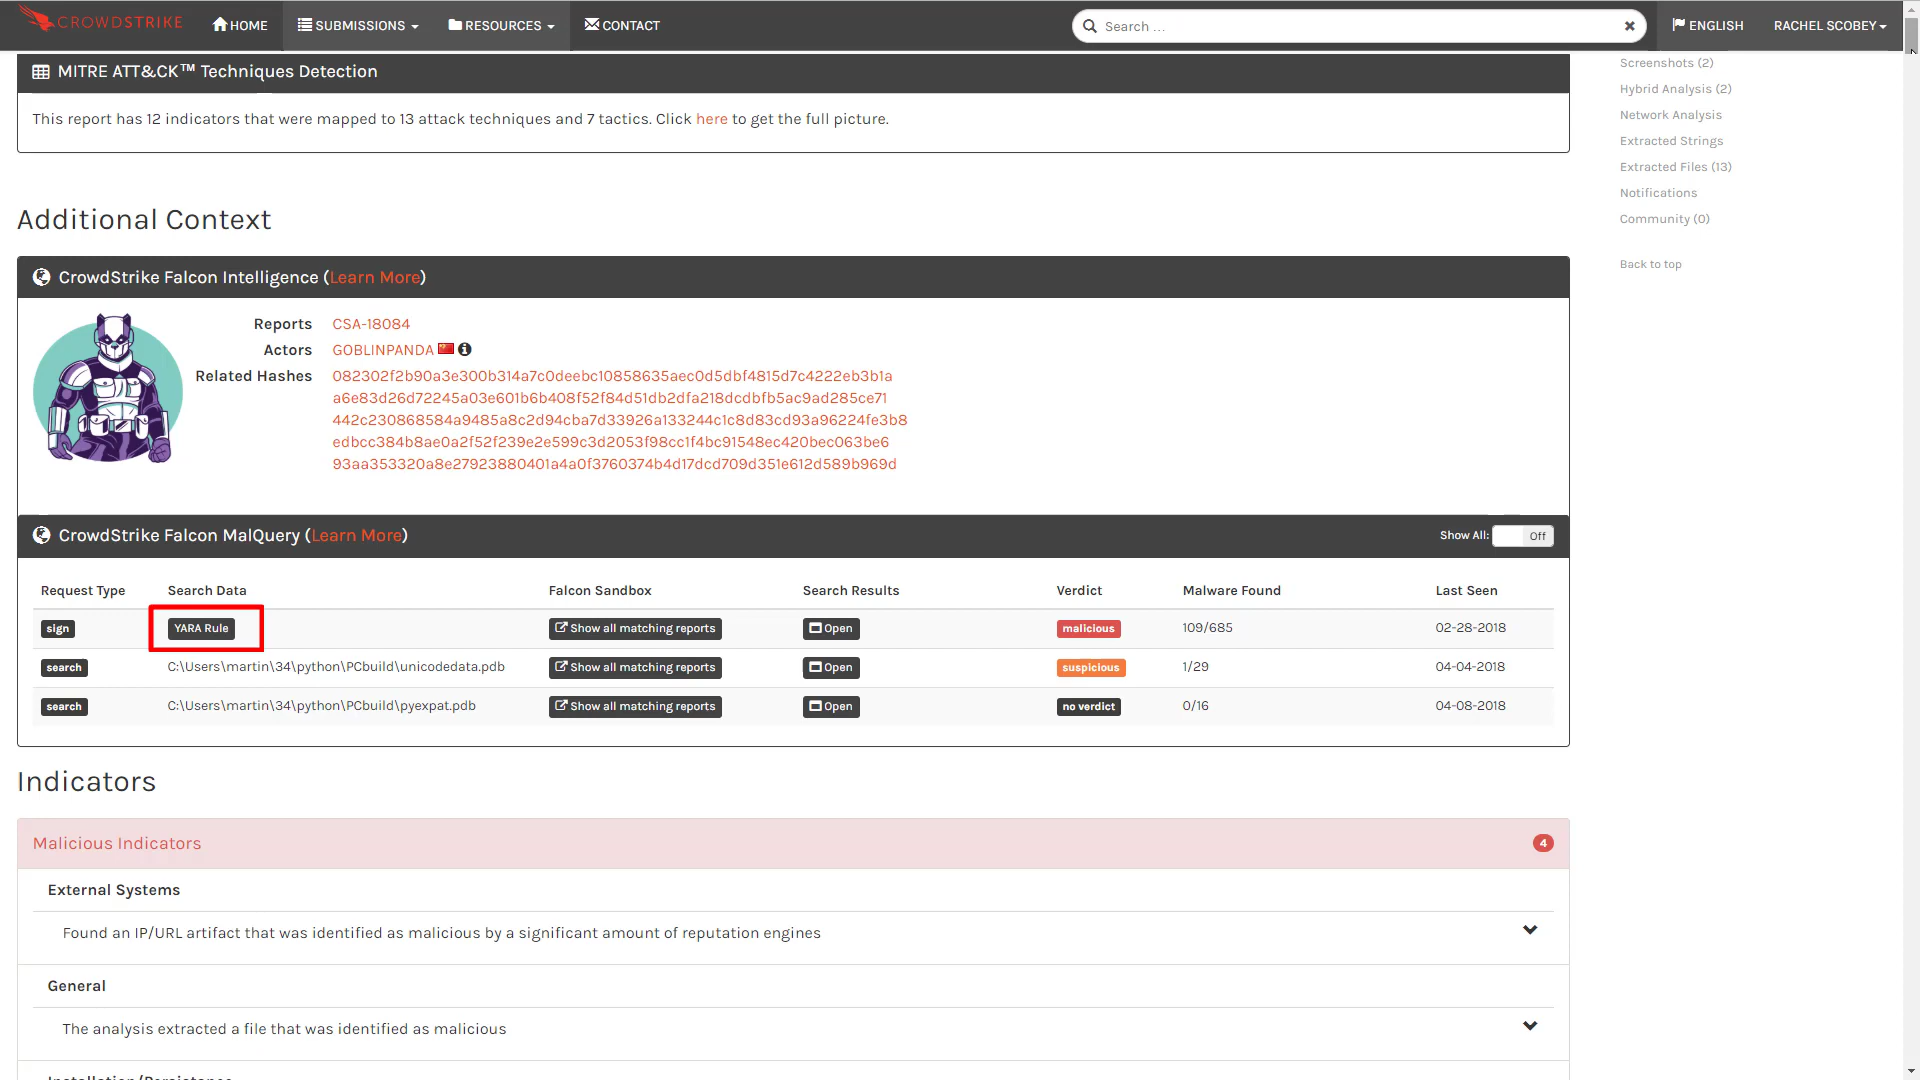 CROWDSTRIKE HOME SUBMISSIONS RESOURCES CONTACT Search ... ENGLISH RACHEL SCOBEY
MITRE ATT&CK™ Techniques Detection
This report has 12 indicators that were mapped to 13 attack techniques and 7 tactics. Click here to get the full picture.
Screenshots (2)
Hybrid Analysis (2)
Network Analysis
Extracted Strings
Extracted Files (13)
Notifications
Community (0)
Back to top
Additional Context
CrowdStrike Falcon Intelligence (Learn More)
Reports CSA-18084
Actors GOBLINPANDA
Related Hashes 082302f2b90a3e300b314a7c0deebc10858635aec0d5dbf4815d7c4222eb3b1a
a6e83d26d72245a03e601b6b408f52f84d51db2dfa218dcdbfb5ac9ad285ce71
442c230868584a9485a8c2d94cba7d33926a133244c1c8d83cd93a96224fe3b8
edbcc384b8ae0a2f52f239e2e599c3d2053f98cc1f4bc91548ec420bec063be6
93aa353320a8e27923880401a4a0f3760374b4d17dcd709d351e612d589b969d
CrowdStrike Falcon MalQuery (Learn More) Show All: Off
Request Type Search Data Falcon Sandbox Search Results Verdict Malware Found Last Seen
sign YARA Rule Show all matching reports Open malicious 109/685 02-28-2018
search C:\Users\martin\34\python\PCbuild\unicodedata.pdb Show all matching reports Open suspicious 1/29 04-04-2018
search C:\Users\martin\34\python\PCbuild\pyexpat.pdb Show all matching reports Open no verdict 0/16 04-08-2018
Indicators
Malicious Indicators 4
External Systems
Found an IP/URL artifact that was identified as malicious by a significant amount of reputation engines
General
The analysis extracted a file that was identified as malicious
Installation/Persistance